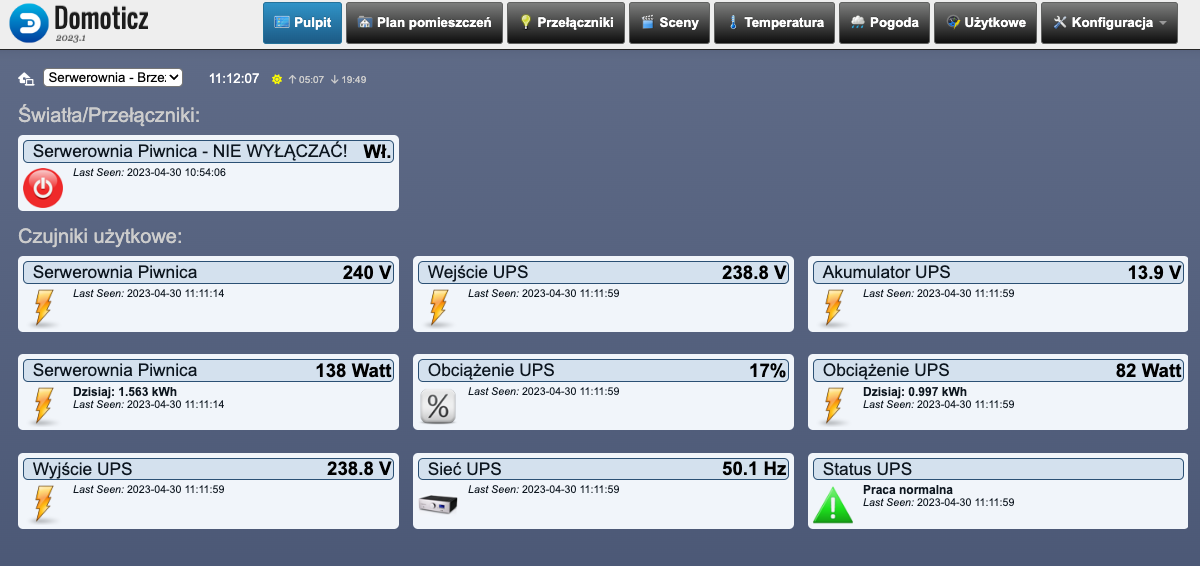 Domoticz
2023.1
Pulpit
Plan pomieszczeń
Przełączniki
Sceny
Temperatura
Pogoda
Użytkowe
Konfiguracja
Serwerownia - Brze:
11:12:07
↑05:07 ↓19:49
Światła/Przełączniki:
Serwerownia Piwnica - NIE WYŁĄCZAĆ! Wł.
Last Seen: 2023-04-30 10:54:06
Czujniki użytkowe:
Serwerownia Piwnica 240 V
Last Seen: 2023-04-30 11:11:14
Wejście UPS 238.8 V
Last Seen: 2023-04-30 11:11:59
Akumulator UPS 13.9 V
Last Seen: 2023-04-30 11:11:59
Serwerownia Piwnica 138 Watt
Dzisiaj: 1.563 kWh
Last Seen: 2023-04-30 11:11:14
Obciążenie UPS 17%
%
Last Seen: 2023-04-30 11:11:59
Obciążenie UPS 82 Watt
Dzisiaj: 0.997 kWh
Last Seen: 2023-04-30 11:11:59
Wyjście UPS 238.8 V
Last Seen: 2023-04-30 11:11:59
Sieć UPS 50.1 Hz
Last Seen: 2023-04-30 11:11:59
Status UPS
Praca normalna
Last Seen: 2023-04-30 11:11:59